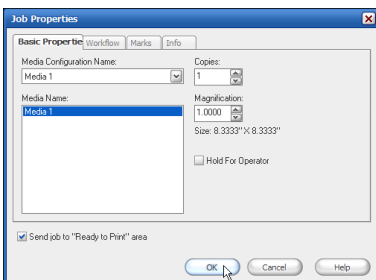 Job Properties
Basic Propertie Workflow Marks Info
Media Configuration Name:
Media 1
Copies:
1
Media Name:
Media 1
Magnification:
1.0000
Size: 8.3333" X 8.3333"
Hold For Operator
Send job to "Ready to Print" area
OK Cancel Help